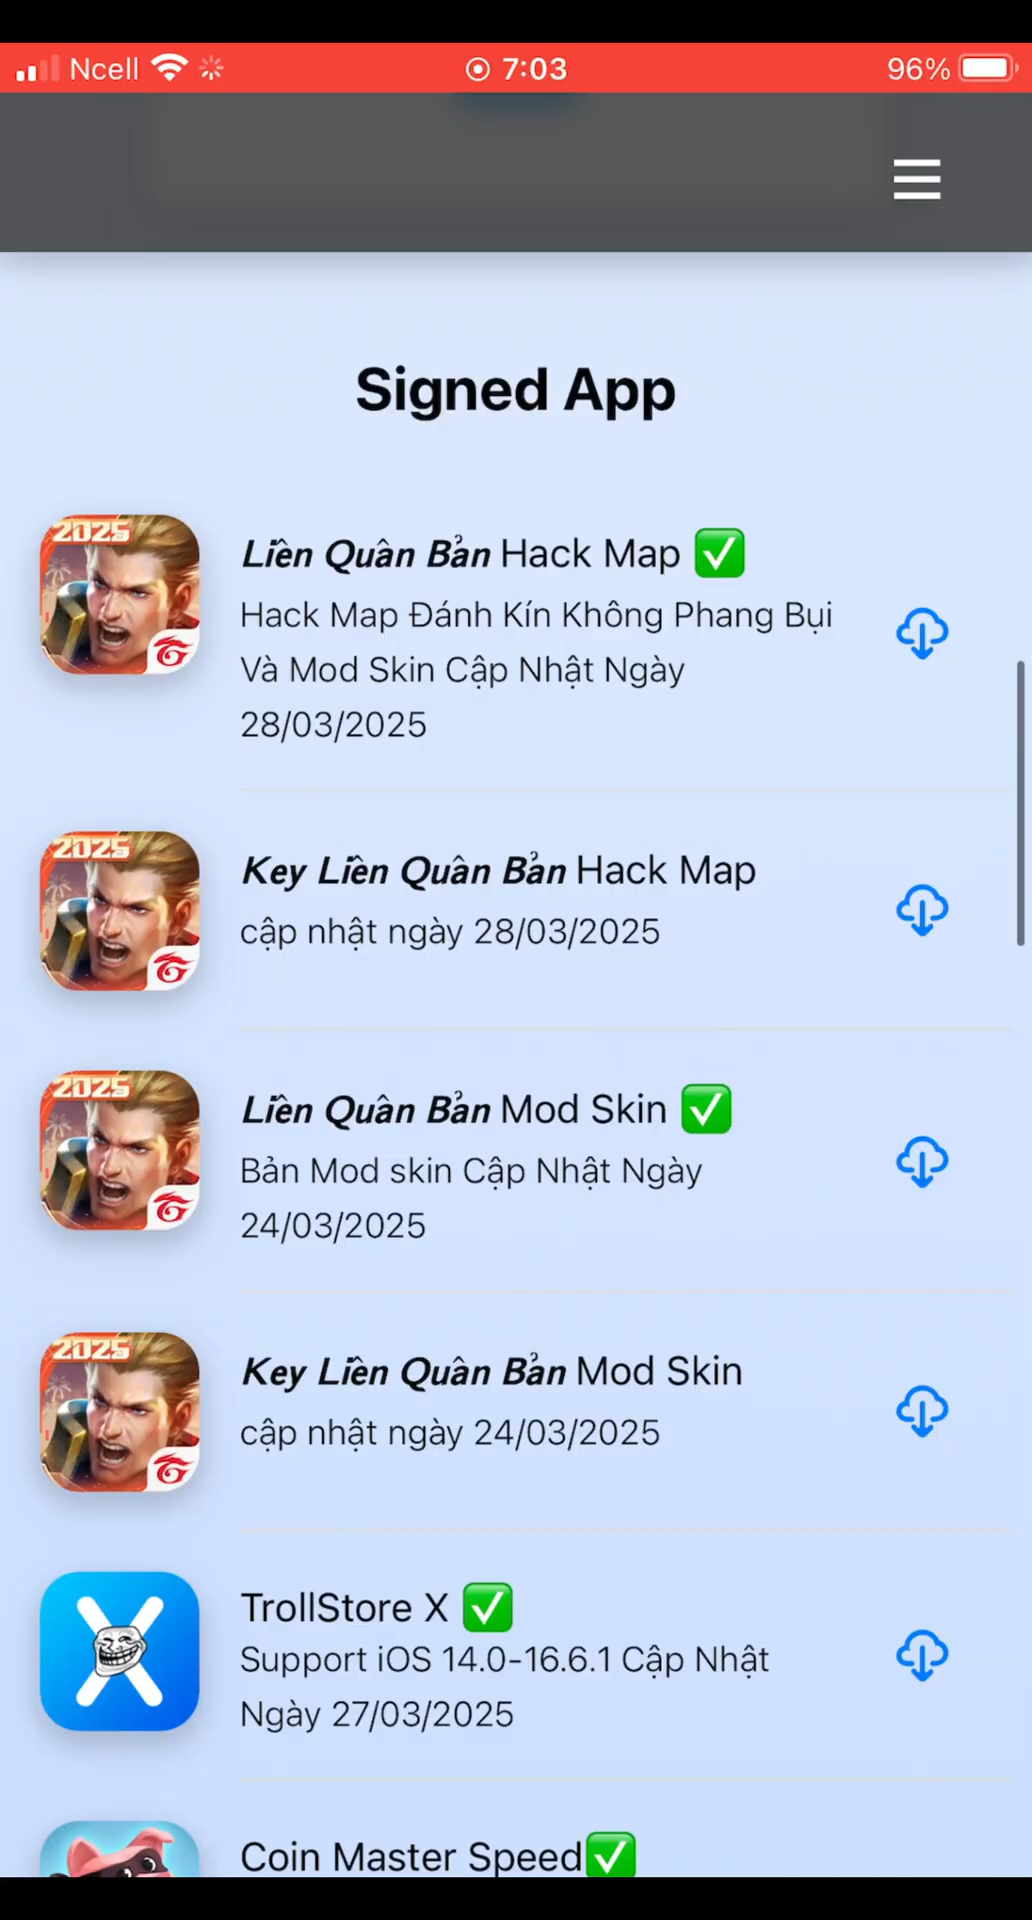 Ncell 7:03 96%
Signed App
2025
Liên Quân Bản Hack Map ✅
Hack Map Đánh Kín Không Phang Bụi
Và Mod Skin Cập Nhật Ngày
28/03/2025
2025
Key Liên Quân Bản Hack Map
cập nhật ngày 28/03/2025
2025
Liên Quân Bản Mod Skin ✅
Bản Mod skin Cập Nhật Ngày
24/03/2025
2025
Key Liên Quân Bản Mod Skin
cập nhật ngày 24/03/2025
TrollStore X ✅
Support iOS 14.0-16.6.1 Cập Nhật
Ngày 27/03/2025
Coin Master Speed✅